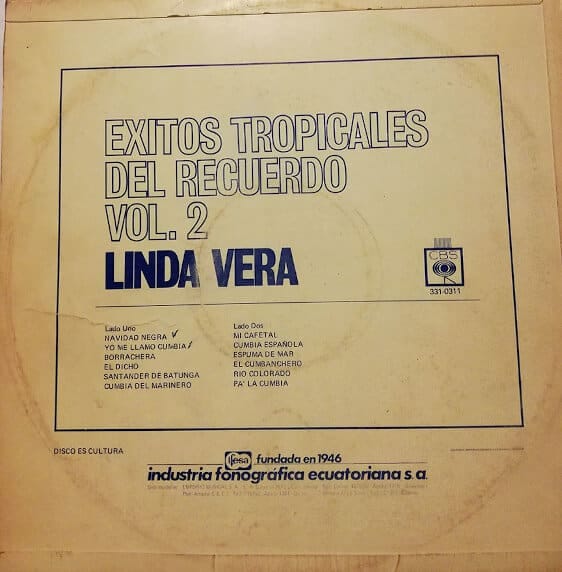 EXITOS TROPICALES
DEL RECUERDO
VOL. 2
LINDA VERA
CBS
331-0311
Lado Uno
NAVIDAD NEGRA
YO ME LLAMO CUMBIA
BORRACHERA
EL DICHO
SANTANDER DE BATUNGA
CUMBIA DEL MARINERO
Lado Dos
MI CAFETAL
CUMBIA ESPAÑOLA
ESPUMA DE MAR
EL CUMBANCHERO
RIO COLORADO
PA' LA CUMBIA
DISCO ES CULTURA
ifesa fundada en 1946
industria fonográfica ecuatoriana s.a.